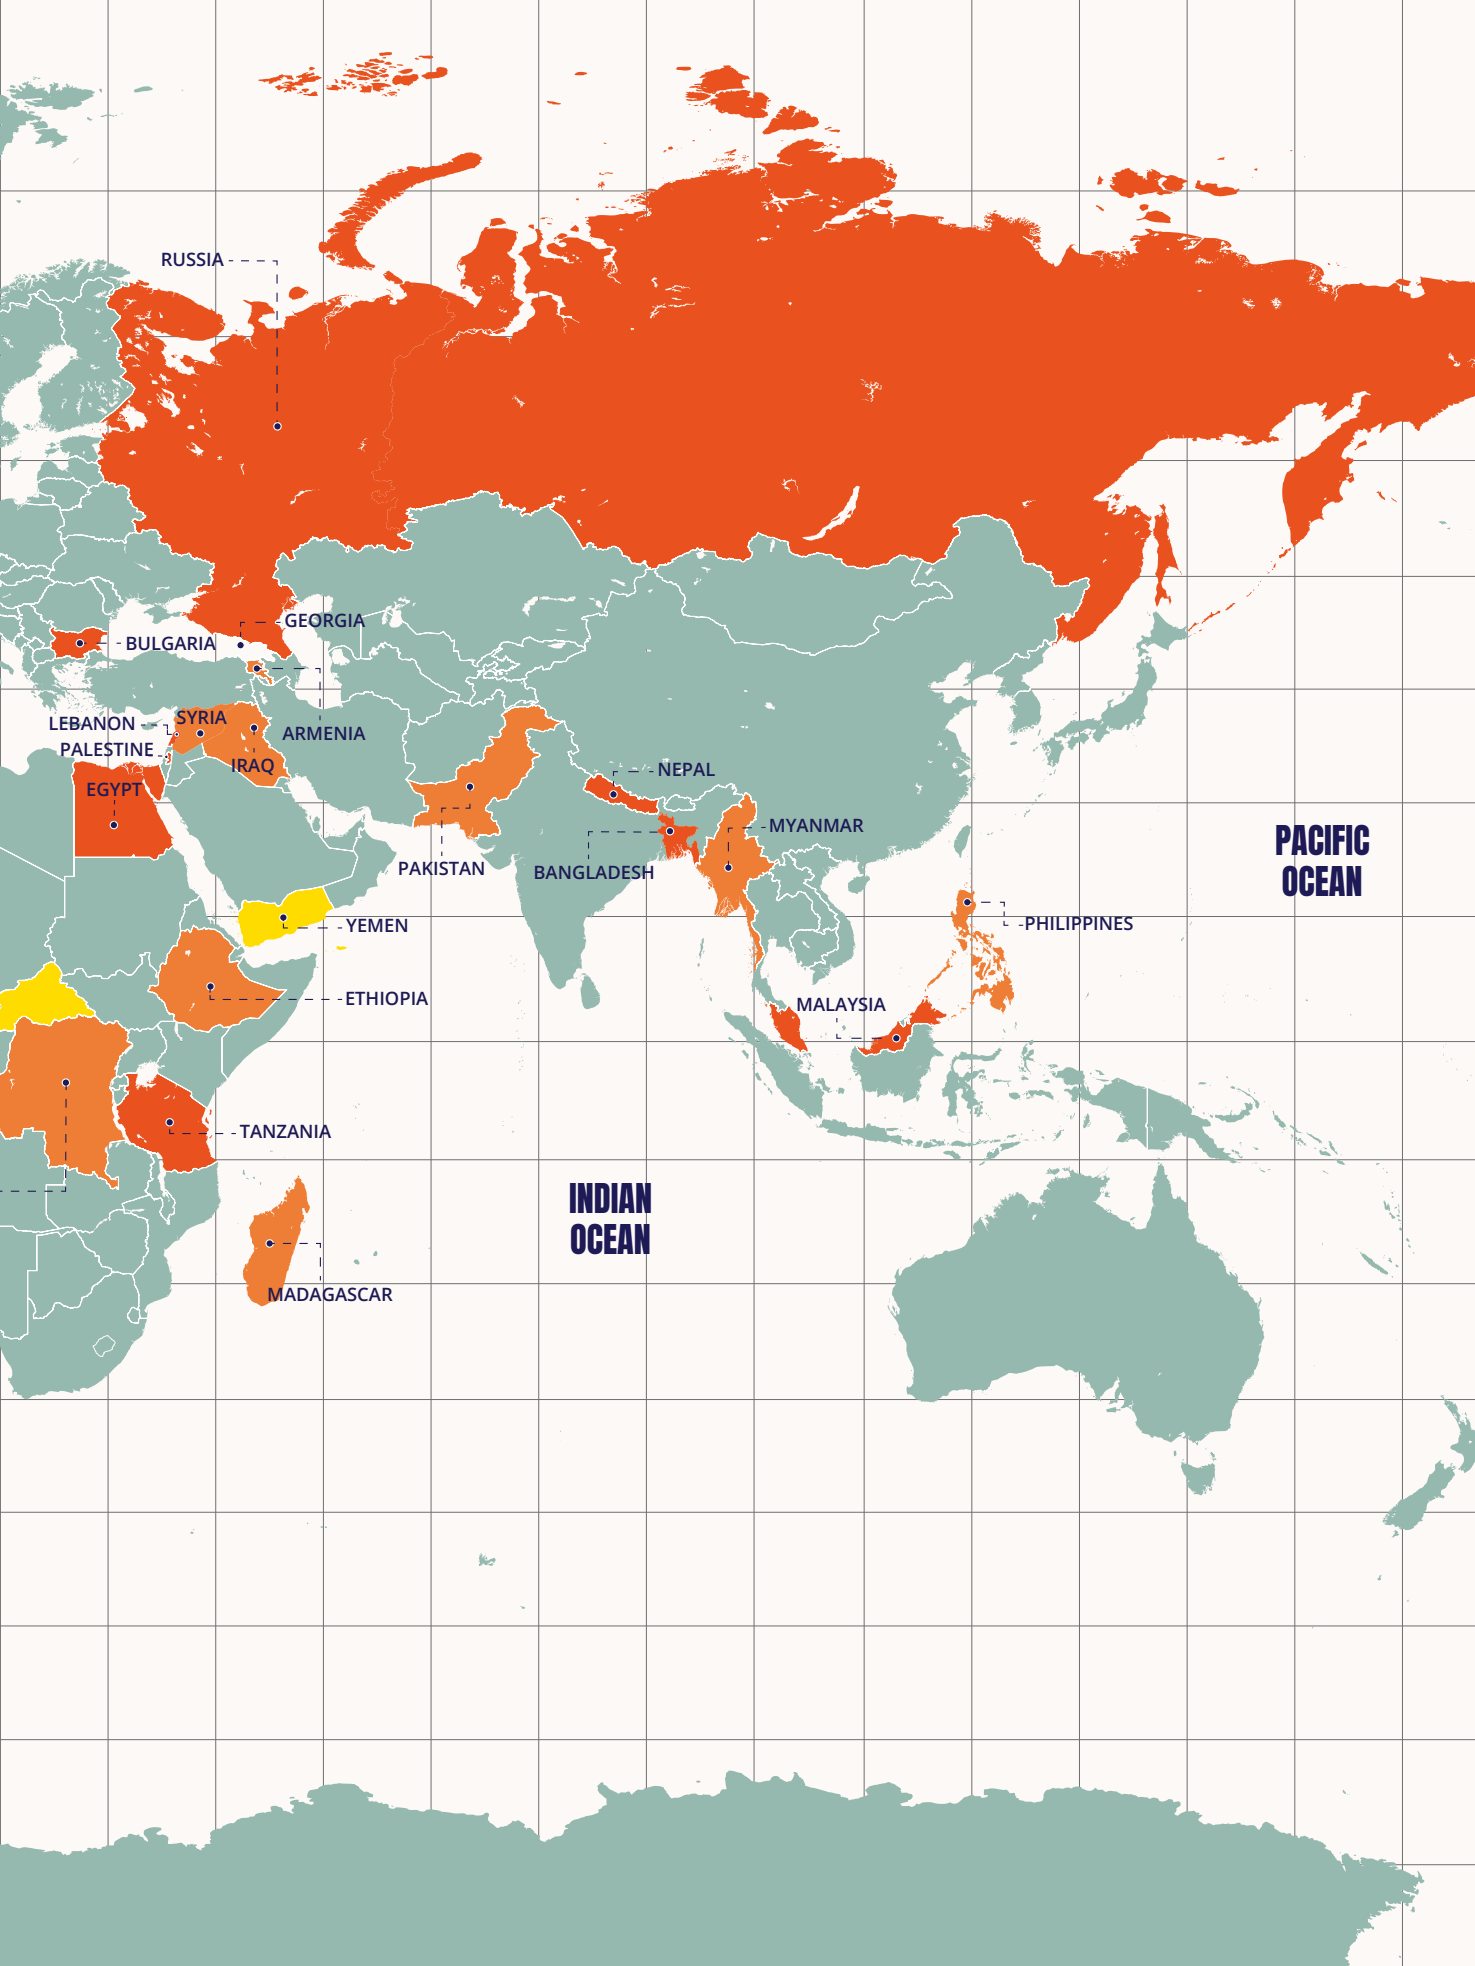 RUSSIA
GEORGIA
BULGARIA
SYRIA
LEBANON
ARMENIA
PALESTINE
IRAQ
NEPAL
EGYPT
MYANMAR
PACIFIC
OCEAN
PAKISTAN
BANGLADESH
PHILIPPINES
YEMEN
ETHIOPIA
MALAYSIA
TANZANIA
INDIAN
OCEAN
MADAGASCAR